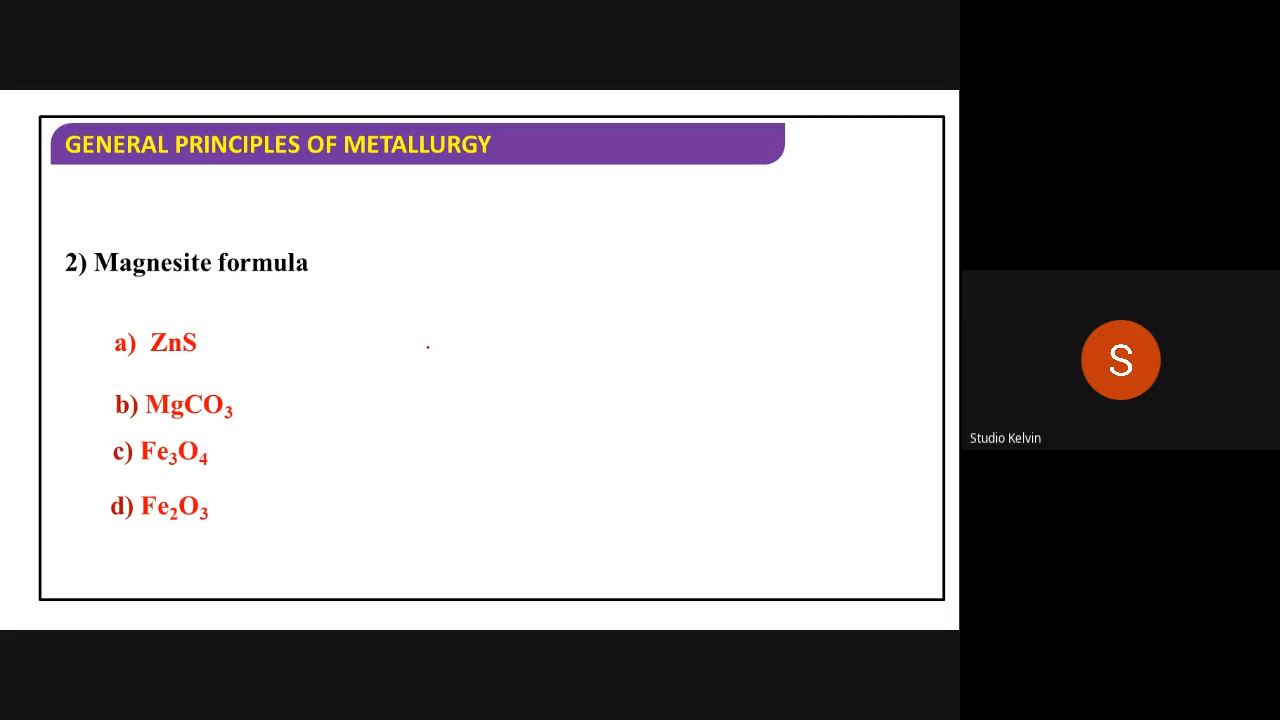 GENERAL PRINCIPLES OF METALLURGY
2) Magnesite formula
a) ZnS
b) MgCO₃
c) Fe₃O₄
d) Fe₂O₃
S
Studio Kelvin